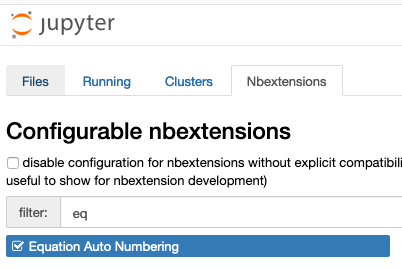 jupyter
Files Running Clusters Nbextensions
Configurable nbextensions
disable configuration for nbextensions without explicit
useful to show for nbextension development)
filter: eq
Equation Auto Numbering